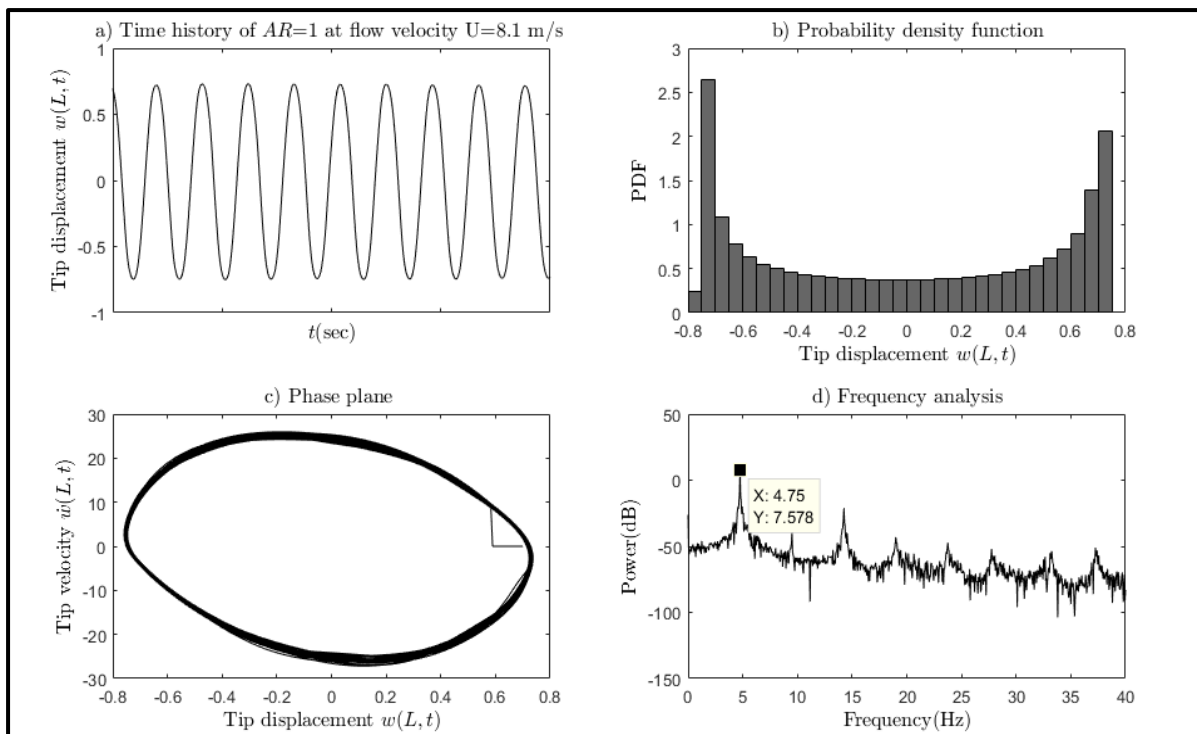 a) Time history of AR=1 at flow velocity U=8.1 m/s
1
0.5
0
-0.5
-1
Tip displacement w(L, t)
t(sec)
b) Probability density function
3
2.5
2
1.5
1
0.5
0
PDF
-0.8 -0.6 -0.4 -0.2 0 0.2 0.4 0.6 0.8
Tip displacement w(L, t)
c) Phase plane
30
20
10
0
-10
-20
-30
Tip velocity ẇ(L, t)
-0.8 -0.6 -0.4 -0.2 0 0.2 0.4 0.6 0.8
Tip displacement w(L, t)
d) Frequency analysis
50
0
-50
-100
-150
Power(dB)
X: 4.75
Y: 7.578
0 5 10 15 20 25 30 35 40
Frequency(Hz)